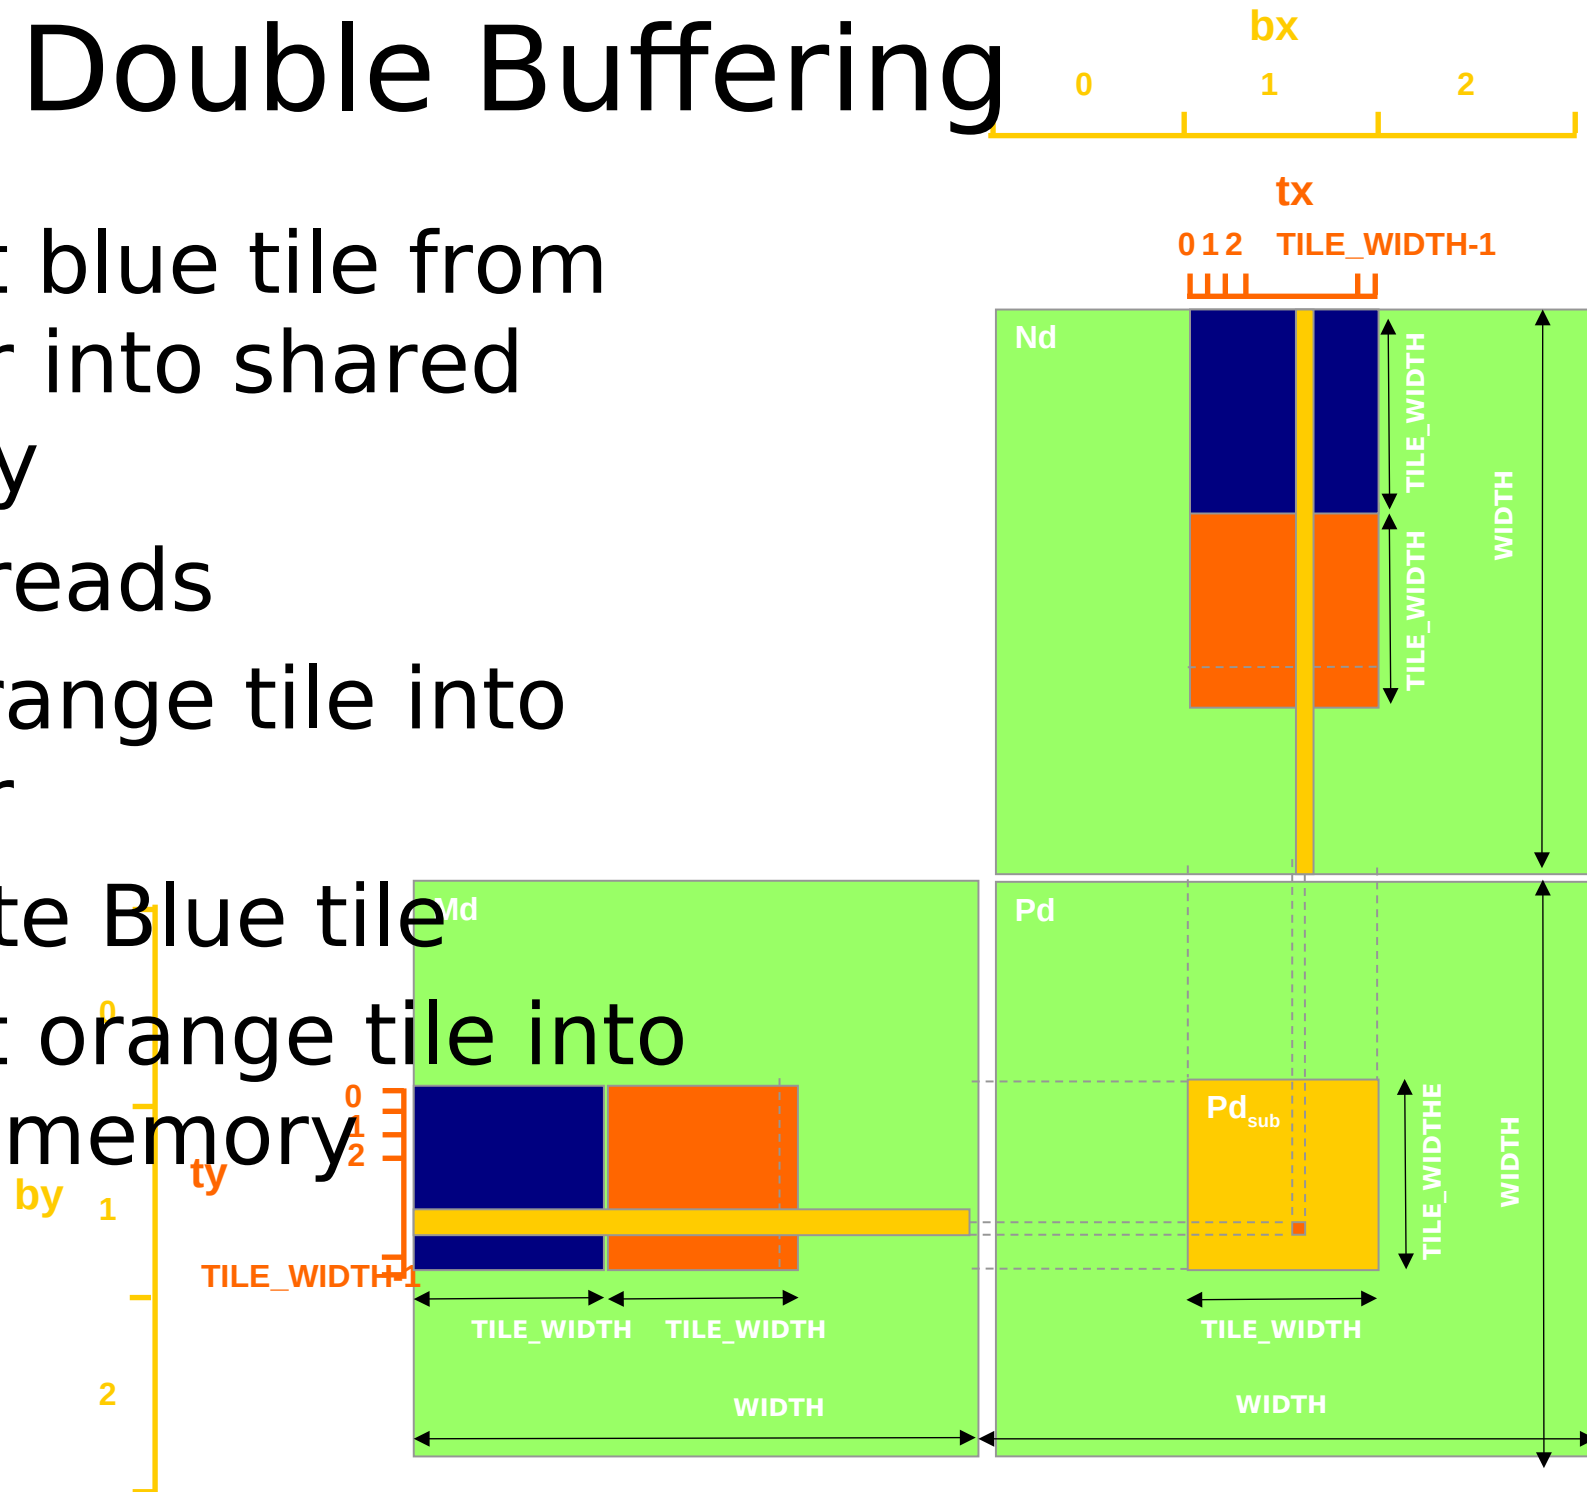 Double Buffering
bx
0 1 2
tx
0 1 2 TILE_WIDTH-1
t blue tile from
r into shared
y
reads
range tile into
r
te Blue tile
t orange tile into
memory
Nd
TILE_WIDTH
TILE_WIDTH
WIDTH
Md
Pd
Pdsub
TILE_WIDTHE
WIDTH
by
0
1
2
ty
0
1
2
TILE_WIDTH-1
TILE_WIDTH TILE_WIDTH
TILE_WIDTH
WIDTH
WIDTH